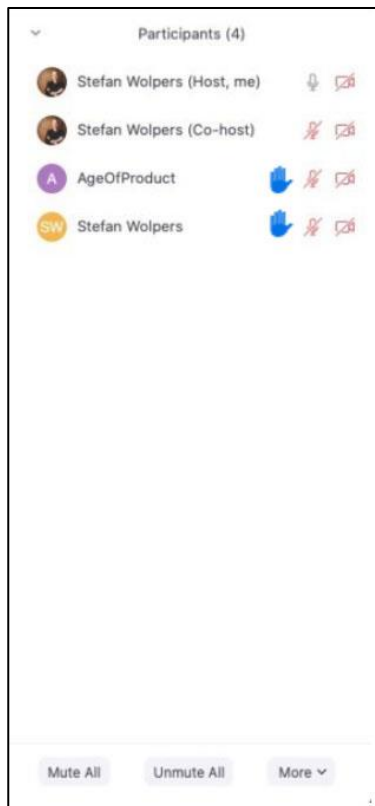 Participants (4)
Stefan Wolpers (Host, me)
Stefan Wolpers (Co-host)
A AgeOfProduct
SW Stefan Wolpers
Mute All Unmute All More